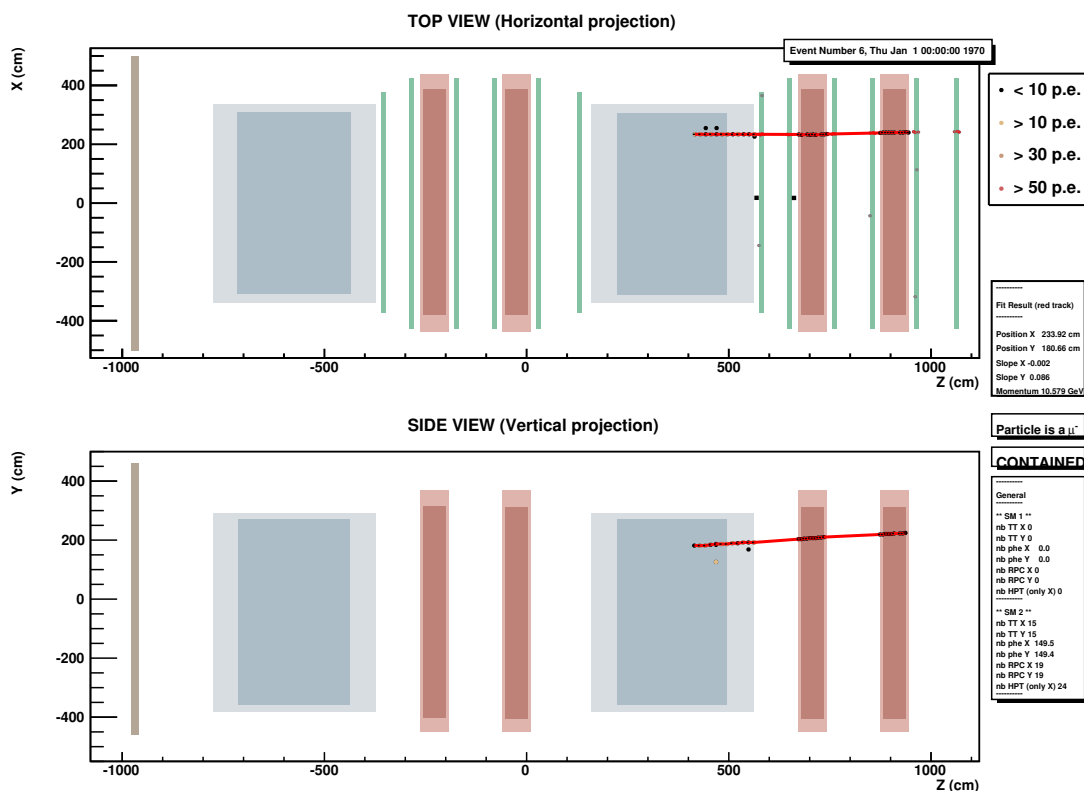 TOP VIEW (Horizontal projection)
Event Number 6, Thu Jan 1 00:00:00 1970
X (cm)
400
200
0
-200
-400
-1000
-500
0
500
1000
Z (cm)
< 10 p.e.
> 10 p.e.
> 30 p.e.
> 50 p.e.
----------
Fit Result (red track)
----------
Position X 233.92 cm
Position Y 180.66 cm
Slope X -0.002
Slope Y 0.086
Momentum 10.579 GeV
Particle is a μ-
CONTAINED
----------
General
----------
** SM 1 **
nb TT X 0
nb TT Y 0
nb phe X 0.0
nb phe Y 0.0
nb RPC X 0
nb RPC Y 0
nb HPT (only X) 0
----------
** SM 2 **
nb TT X 15
nb TT Y 15
nb phe X 149.5
nb phe Y 149.4
nb RPC X 19
nb RPC Y 19
nb HPT (only X) 24
----------
SIDE VIEW (Vertical projection)
Y (cm)
400
200
0
-200
-400
-1000
-500
0
500
1000
Z (cm)